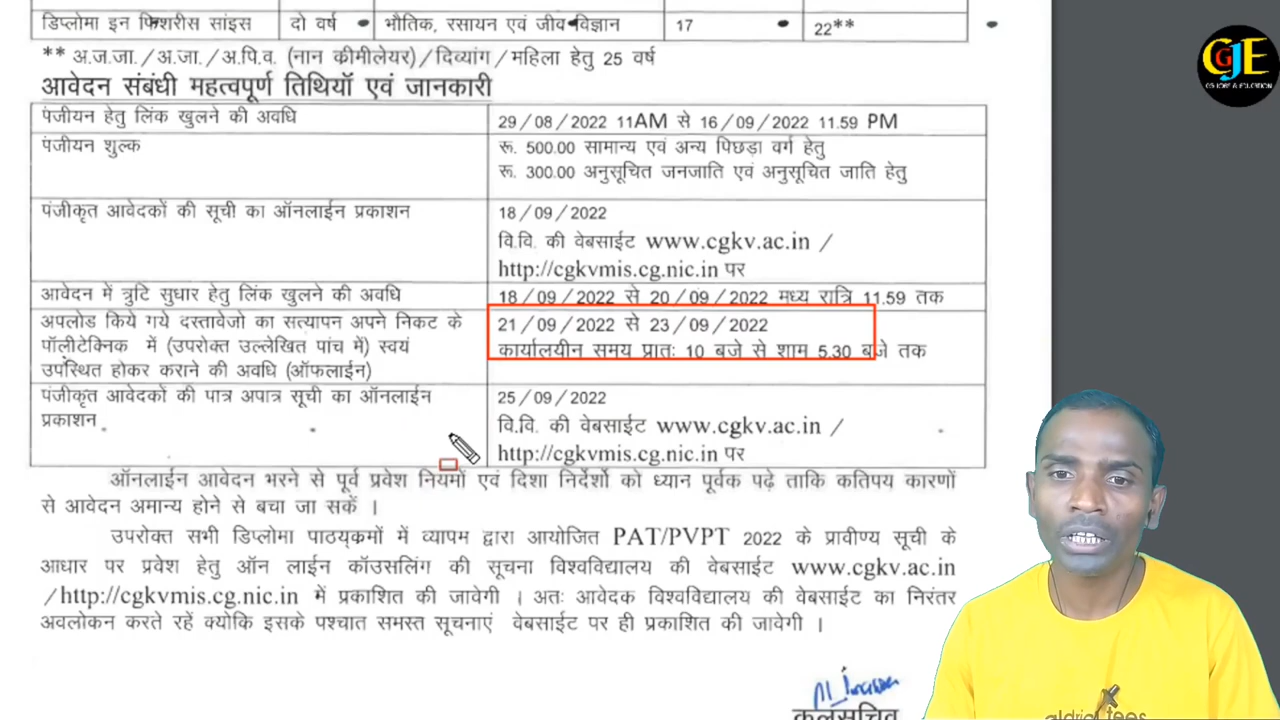 डिप्लोमा इन फिशरीस सांइस दो वर्ष भौतिक, रसायन एवं जीव विज्ञान 17 22**
** अ.ज.जा./अ.जा./अ.पि.व. (नान क्रीमीलेयर)/दिव्यांग/महिला हेतु 25 वर्ष
आवेदन संबंधी महत्वपूर्ण तिथियॉ एवं जानकारी
पंजीयन हेतु लिंक खुलने की अवधि 29/08/2022 11AM से 16/09/2022 11.59 PM
पंजीयन शुल्क रू. 500.00 सामान्य एवं अन्य पिछड़ा वर्ग हेतु
रू. 300.00 अनुसूचित जनजाति एवं अनुसूचित जाति हेतु
पंजीकृत आवेदकों की सूची का ऑनलाईन प्रकाशन 18/09/2022
वि.वि. की वेबसाईट www.cgkv.ac.in /
http://cgkvmis.cg.nic.in पर
आवेदन में त्रुटि सुधार हेतु लिंक खुलने की अवधि 18/09/2022 से 20/09/2022 मध्य रात्रि 11.59 तक
अपलोड किये गये दस्तावेजो का सत्यापन अपने निकट के 21/09/2022 से 23/09/2022
पॉलीटेक्निक में (उपरोक्त उल्लेखित पांच में) स्वयं कार्यालयीन समय प्रातः 10 बजे से शाम 5.30 बजे तक
उपस्थित होकर कराने की अवधि (ऑफलाईन)
पंजीकृत आवेदकों की पात्र अपात्र सूची का ऑनलाईन 25/09/2022
प्रकाशन वि.वि. की वेबसाईट www.cgkv.ac.in /
http://cgkvmis.cg.nic.in पर
ऑनलाईन आवेदन भरने से पूर्व प्रवेश नियमों एवं दिशा निर्देशों को ध्यान पूर्वक पढ़े ताकि कतिपय कारणों
से आवेदन अमान्य होने से बचा जा सकें ।
उपरोक्त सभी डिप्लोमा पाठय्कमों में व्यापम द्वारा आयोजित PAT/PVPT 2022 के प्रावीण्य सूची के
आधार पर प्रवेश हेतु ऑन लाईन कॉउसलिंग की सूचना विश्वविद्यालय की वेबसाईट www.cgkv.ac.in
/http://cgkvmis.cg.nic.in में प्रकाशित की जावेगी । अतः आवेदक विश्वविद्यालय की वेबसाईट का निरंतर
अवलोकन करते रहें क्योकि इसके पश्चात समस्त सूचनाएं वेबसाईट पर ही प्रकाशित की जावेगी ।
कुलसचिव
CGJE
CG JOBS & EDUCATION